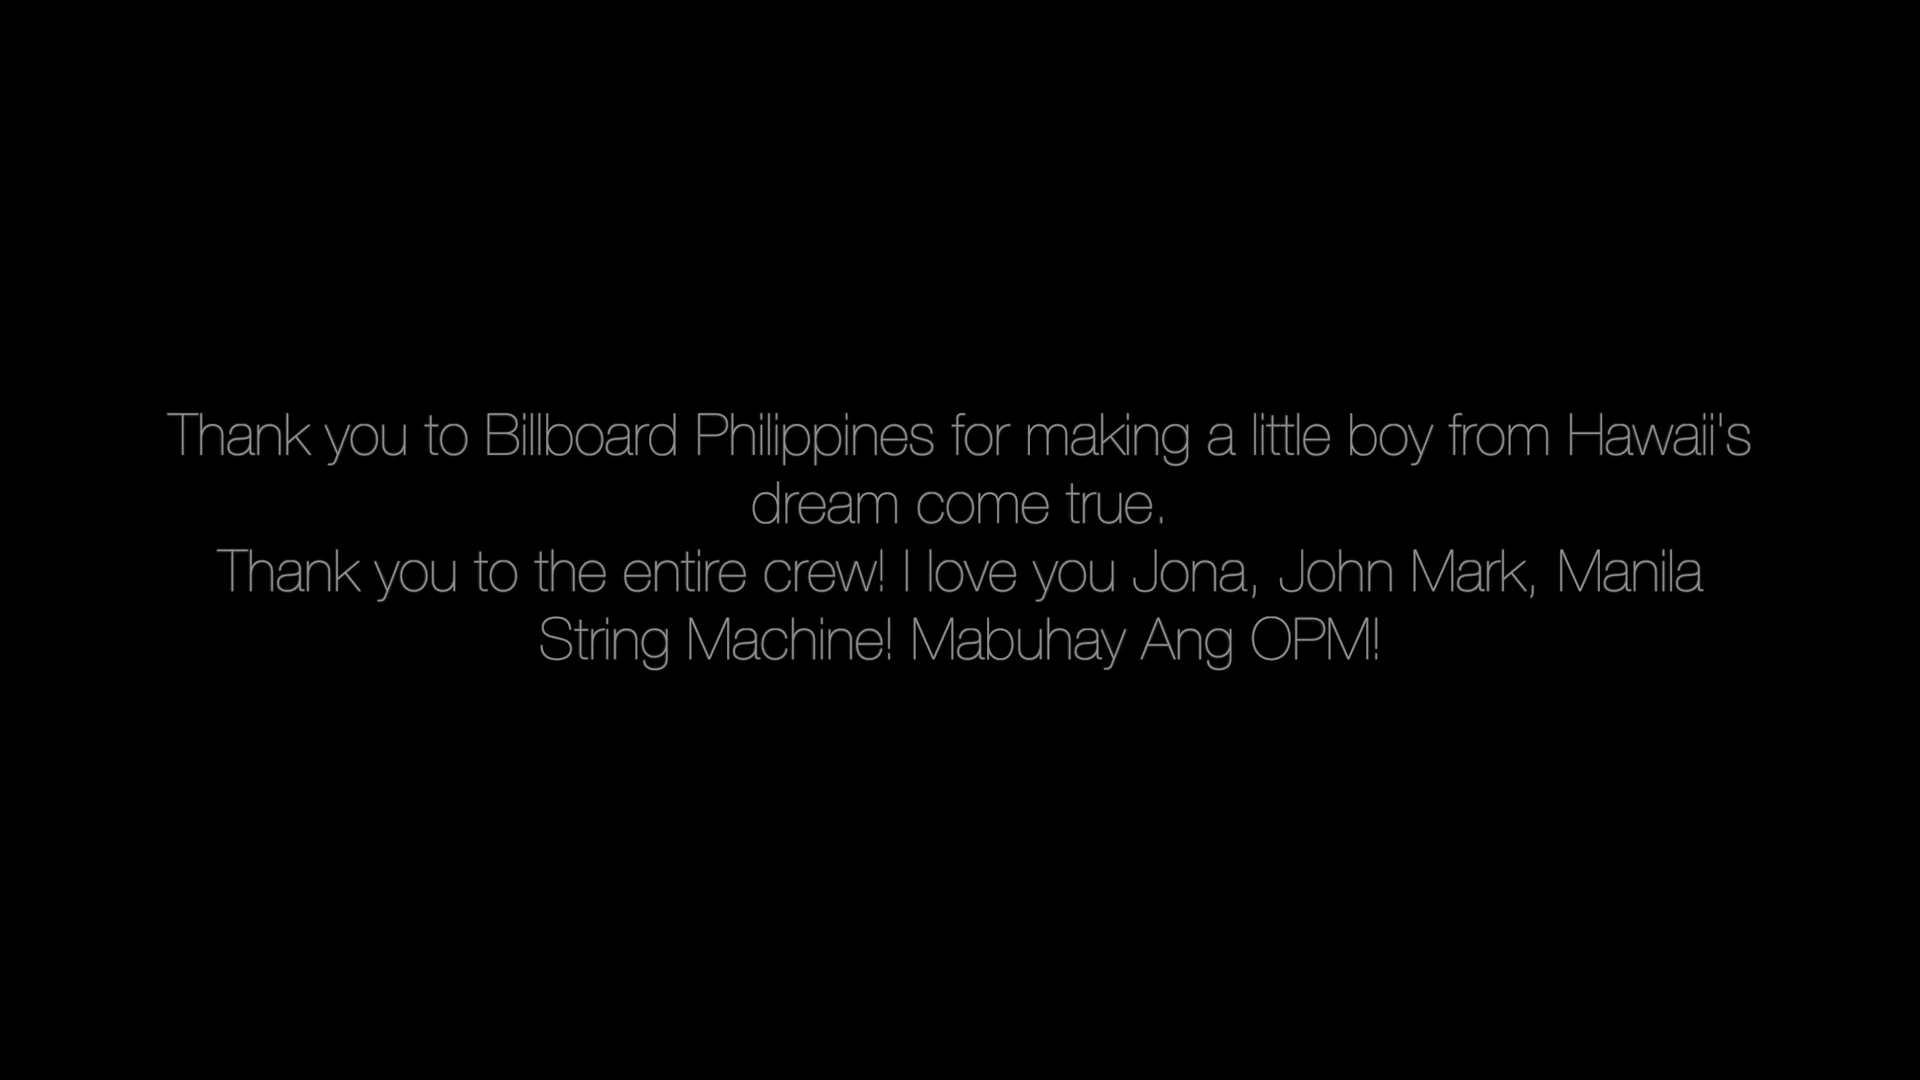 Thank you to Billboard Philippines for making a little boy from Hawaii's
dream come true.
Thank you to the entire crew! I love you Jona, John Mark, Manila
String Machine! Mabuhay Ang OPM!